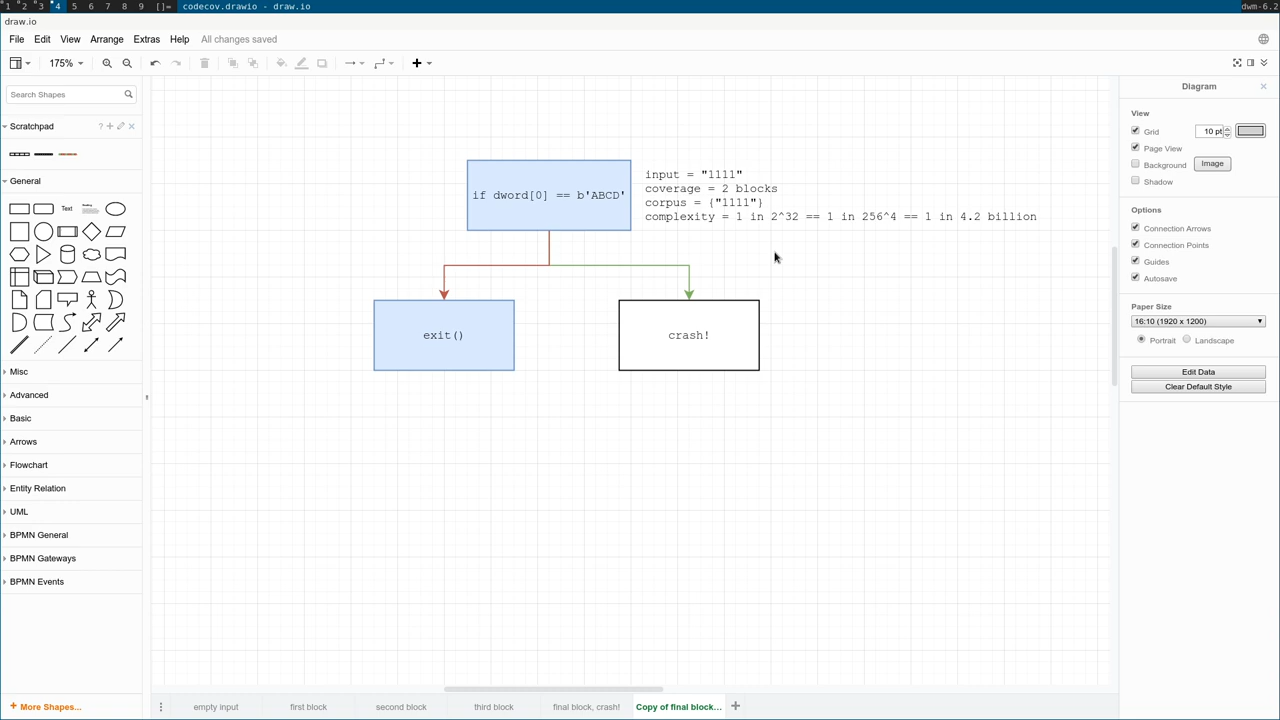 1 2 3 4 5 6 7 8 9 []= codecov.drawio - draw.io dwm-6.2
draw.io
File Edit View Arrange Extras Help All changes saved
175%
Search Shapes
Scratchpad
?
General
Text
Heading
Misc
Advanced
Basic
Arrows
Flowchart
Entity Relation
UML
BPMN General
BPMN Gateways
BPMN Events
+ More Shapes...
if dword[0] == b'ABCD'
input = "1111"
coverage = 2 blocks
corpus = {"1111"}
complexity = 1 in 2^32 == 1 in 256^4 == 1 in 4.2 billion
exit()
crash!
Diagram
View
Grid 10 pt
Page View
Background Image
Shadow
Options
Connection Arrows
Connection Points
Guides
Autosave
Paper Size
16:10 (1920 x 1200)
Portrait Landscape
Edit Data
Clear Default Style
empty input first block second block third block final block, crash! Copy of final block...